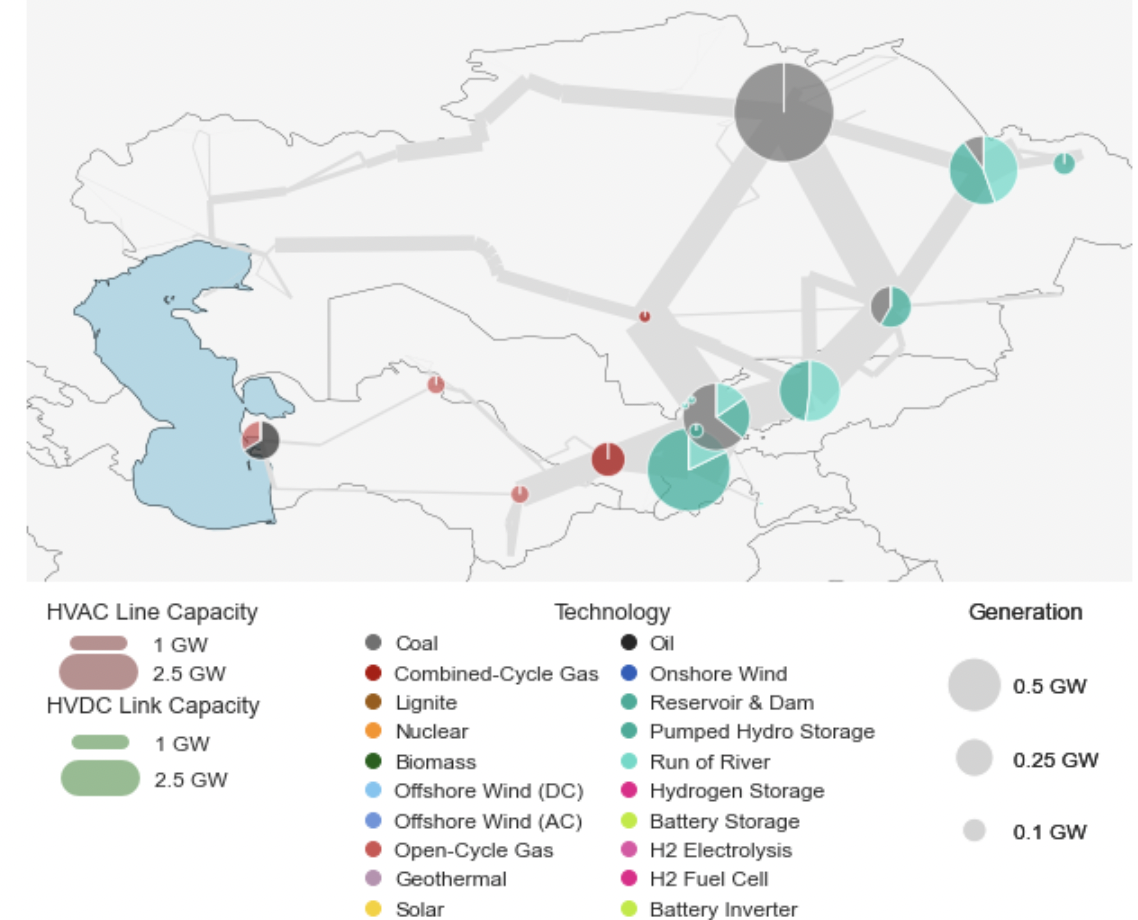 HVAC Line Capacity
1 GW
2.5 GW
HVDC Link Capacity
1 GW
2.5 GW
Technology
Coal
Combined-Cycle Gas
Lignite
Nuclear
Biomass
Offshore Wind (DC)
Offshore Wind (AC)
Open-Cycle Gas
Geothermal
Solar
Oil
Onshore Wind
Reservoir & Dam
Pumped Hydro Storage
Run of River
Hydrogen Storage
Battery Storage
H2 Electrolysis
H2 Fuel Cell
Battery Inverter
Generation
0.5 GW
0.25 GW
0.1 GW